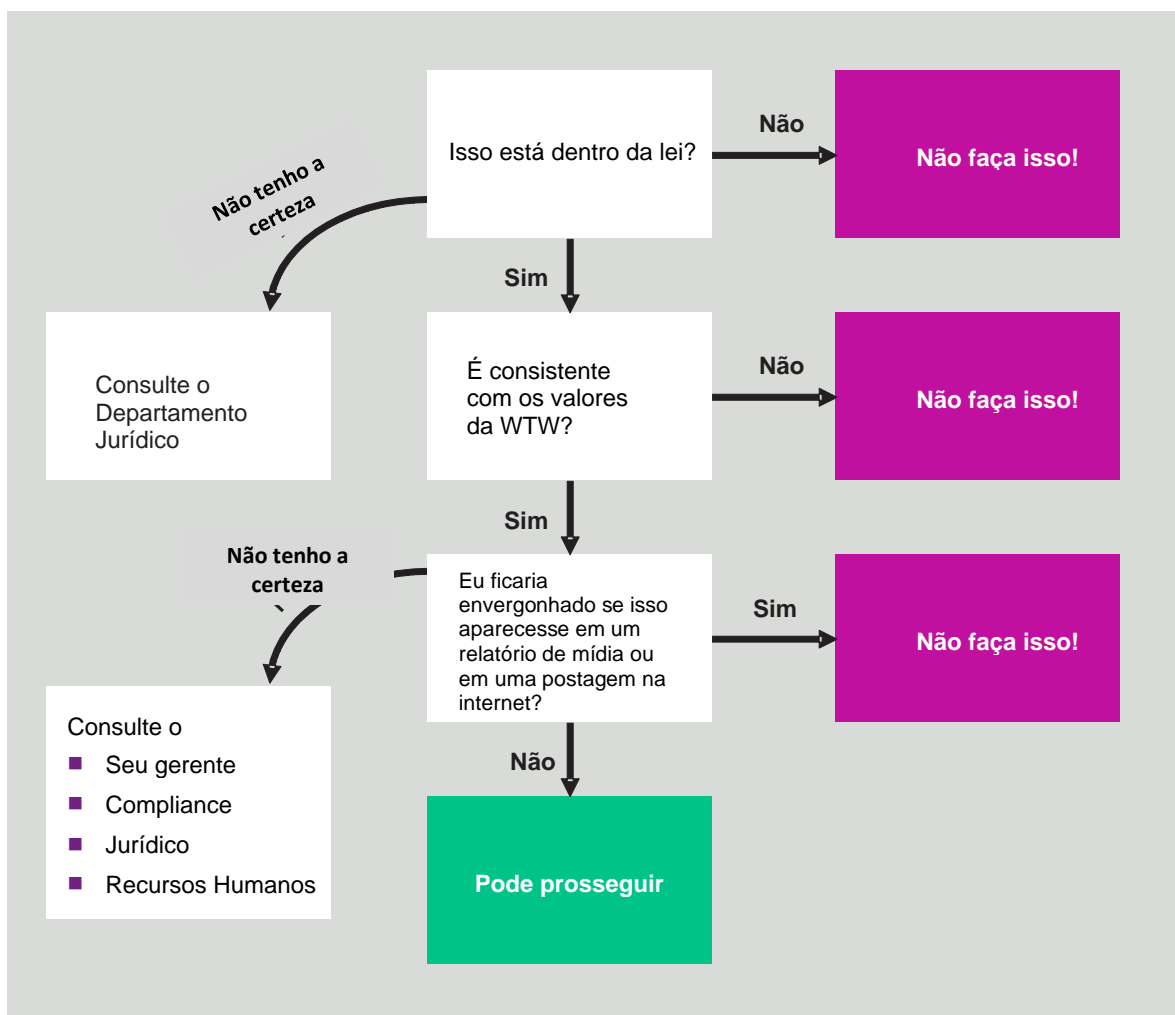 Isso está dentro da lei?
Não
Não faça isso!
Não tenho a
certeza
Sim
Consulte o
Departamento
Jurídico
É consistente
com os valores
da WTW?
Não
Não faça isso!
Sim
Não tenho a
certeza
Eu ficaria
envergonhado se isso
aparecesse em um
relatório de mídia ou
em uma postagem na
internet?
Sim
Não faça isso!
Consulte o
Seu gerente
Compliance
Jurídico
Recursos Humanos
Não
Pode prosseguir